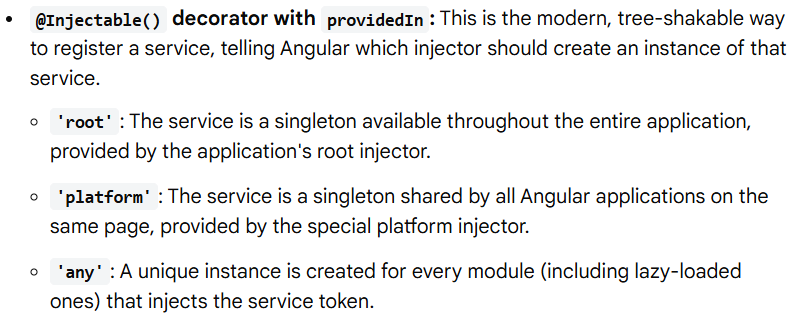 • @Injectable() decorator with providedIn : This is the modern, tree-shakable way
to register a service, telling Angular which injector should create an instance of that
service.
◦ 'root' : The service is a singleton available throughout the entire application,
provided by the application's root injector.
◦ 'platform' : The service is a singleton shared by all Angular applications on the
same page, provided by the special platform injector.
◦ 'any' : A unique instance is created for every module (including lazy-loaded
ones) that injects the service token.